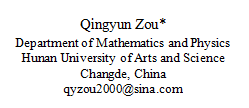 Qingyun Zou*
Department of Mathematics and Physics
Hunan University of Arts and Science
Changde, China
qyzou2000@sina.com